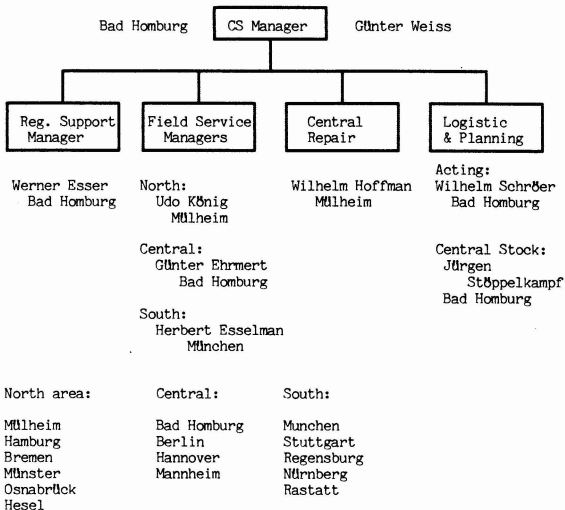 Bad Homburg CS Manager Günter Weiss
Reg. Support
Manager
Field Service
Managers
Central
Repair
Logistic
& Planning
Werner Esser
Bad Homburg
North:
Udo König
Mülheim
Central:
Günter Ehrmert
Bad Homburg
South:
Herbert Esselman
München
Wilhelm Hoffman
Mülheim
Acting:
Wilhelm Schröer
Bad Homburg
Central Stock:
Jürgen
Stöppelkampf
Bad Homburg
North area:
Mülheim
Hamburg
Bremen
Münster
Osnabrück
Hesel
Central:
Bad Homburg
Berlin
Hannover
Mannheim
South:
Munchen
Stuttgart
Regensburg
Nürnberg
Rastatt